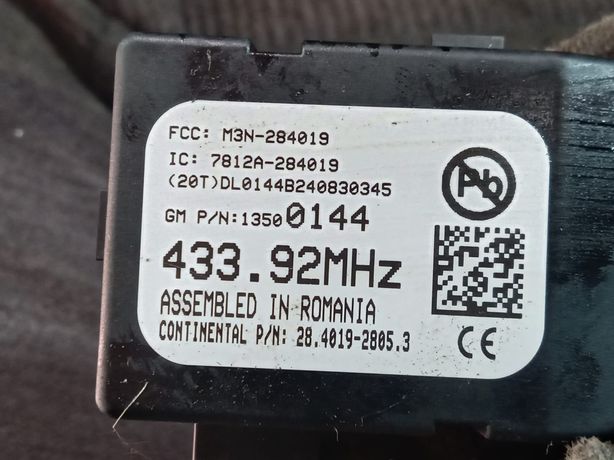 FCC: M3N-284019
IC: 7812A-284019
(20T)DL0144B240830345
Pb
GM P/N:13500144
433.92MHz
ASSEMBLED IN ROMANIA
CONTINENTAL P/N: 28.4019-2805.3
CE